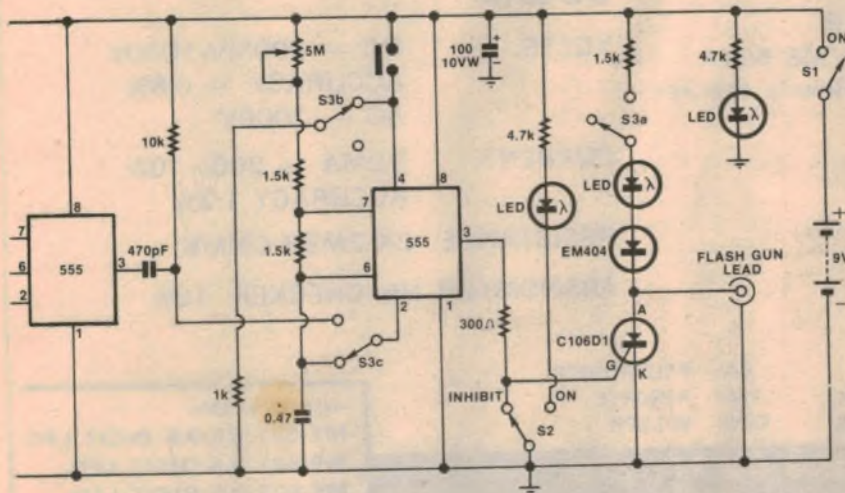 5M
100
10VW
+
−
1.5k
4.7k
ON
S1
S3b
S3a
10k
4.7k
LED
λ
1.5k
4
8
LED
λ
LED
λ
8
7
7
3
470pF
555
EM404
FLASH GUN
LEAD
+
9V
−
1.5k
555
6
6
3
2
2
1
1
300Ω
A
C106D1
G
K
S3c
1k
0.47
INHIBIT
ON
S2